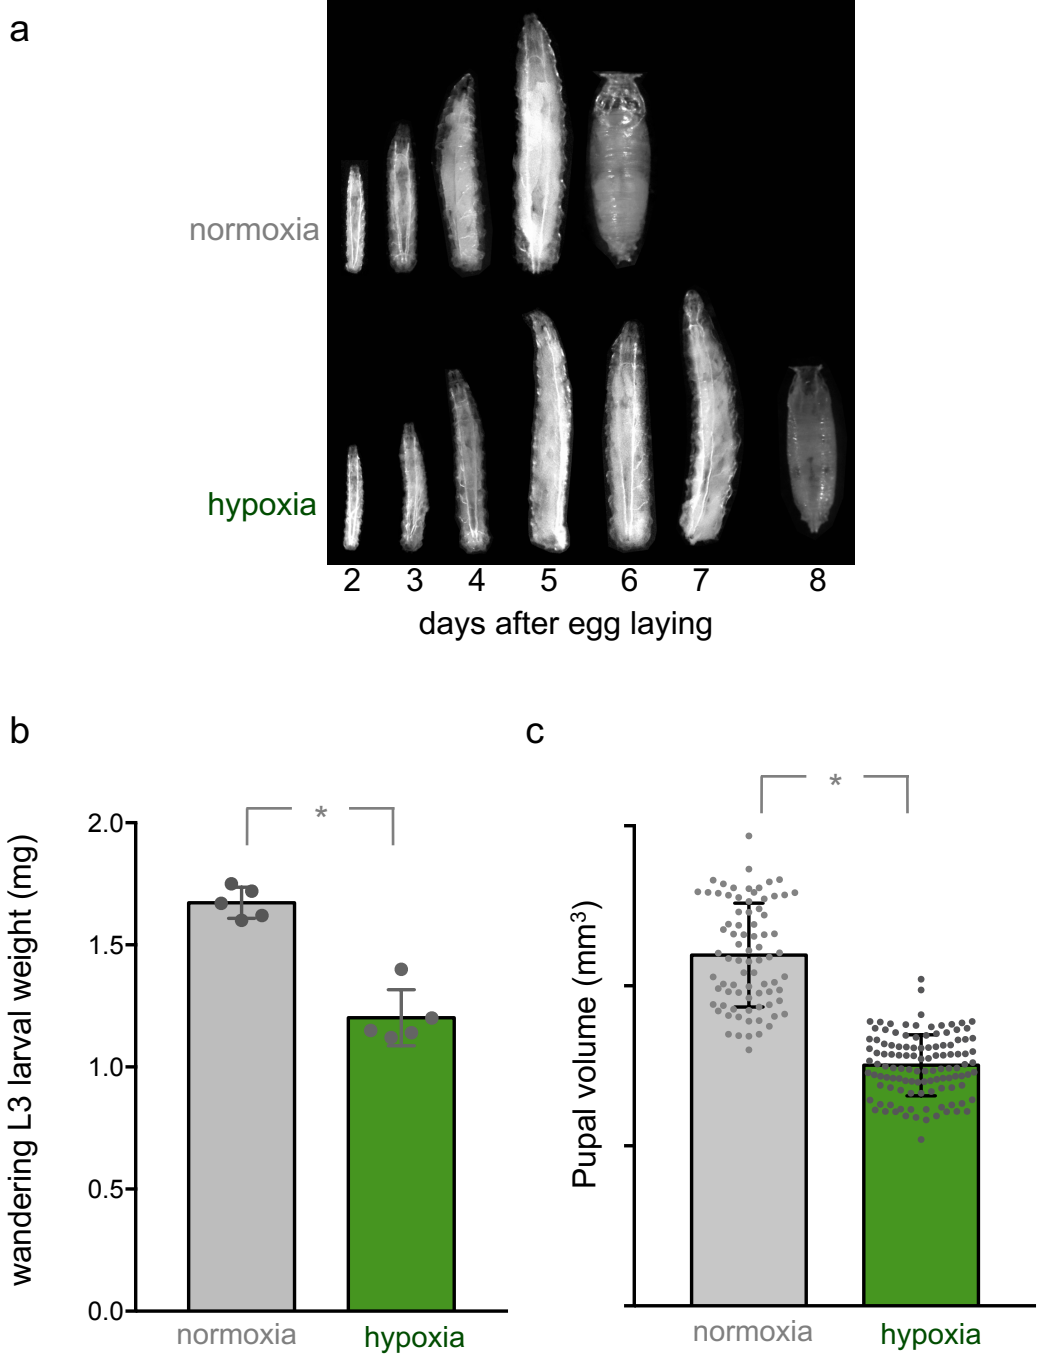 a
normoxia
hypoxia
2 3 4 5 6 7 8
days after egg laying
b
wandering L3 larval weight (mg)
2.0
1.5
1.0
0.5
0.0
*
normoxia
hypoxia
c
Pupal volume (mm³)
*
normoxia
hypoxia